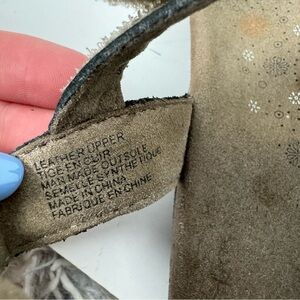 LEATHER UPPER
TIGE EN CUIR
MAN MADE OUTSOLE
SEMELLE SYNTHETIQUE
MADE IN CHINA
FABRIQUE EN CHINE